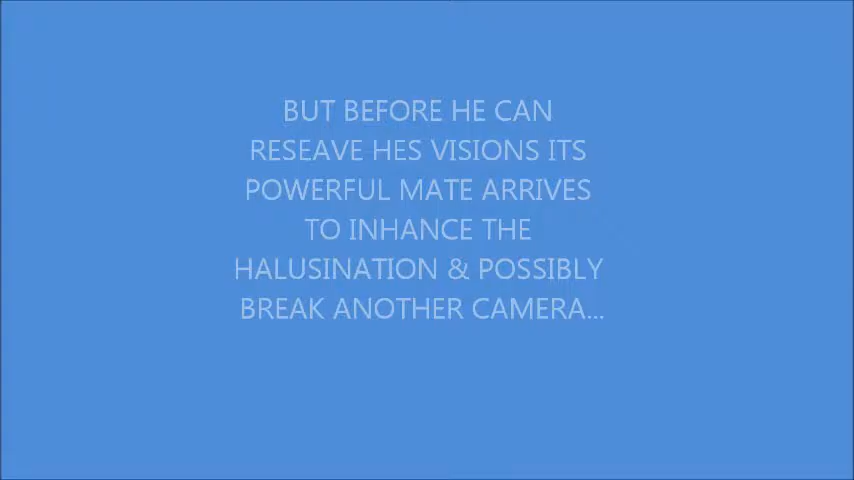 BUT BEFORE HE CAN
RESEAVE HES VISIONS ITS
POWERFUL MATE ARRIVES
TO INHANCE THE
HALUSINATION & POSSIBLY
BREAK ANOTHER CAMERA...